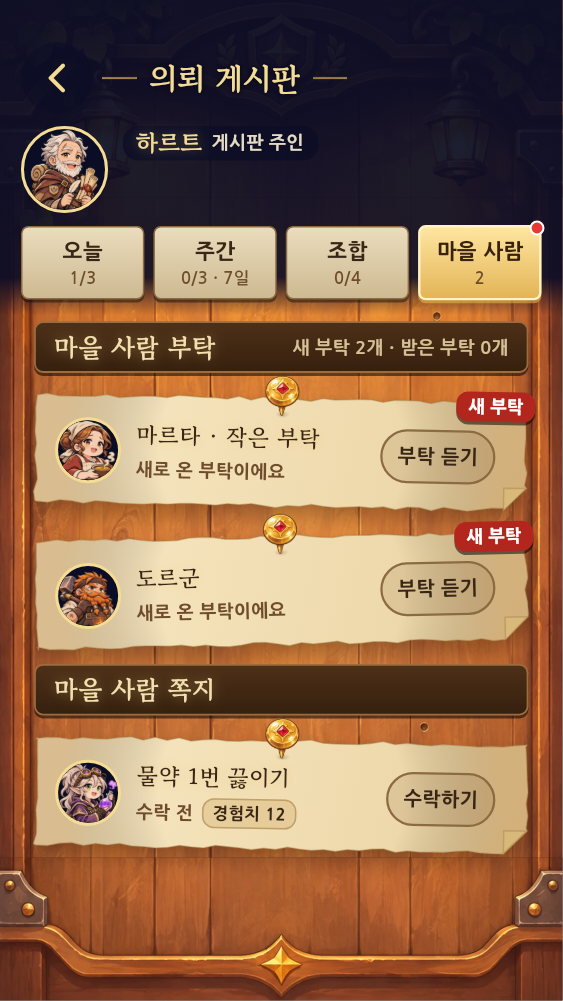 의뢰 게시판
하르트 게시판 주인
오늘
1/3
주간
0/3 · 7일
조합
0/4
마을 사람
2
마을 사람 부탁
새 부탁 2개 · 받은 부탁 0개
새 부탁
마르타 · 작은 부탁
새로 온 부탁이에요
부탁 듣기
새 부탁
도르군
새로 온 부탁이에요
부탁 듣기
마을 사람 쪽지
물약 1번 끓이기
수락 전 경험치 12
수락하기